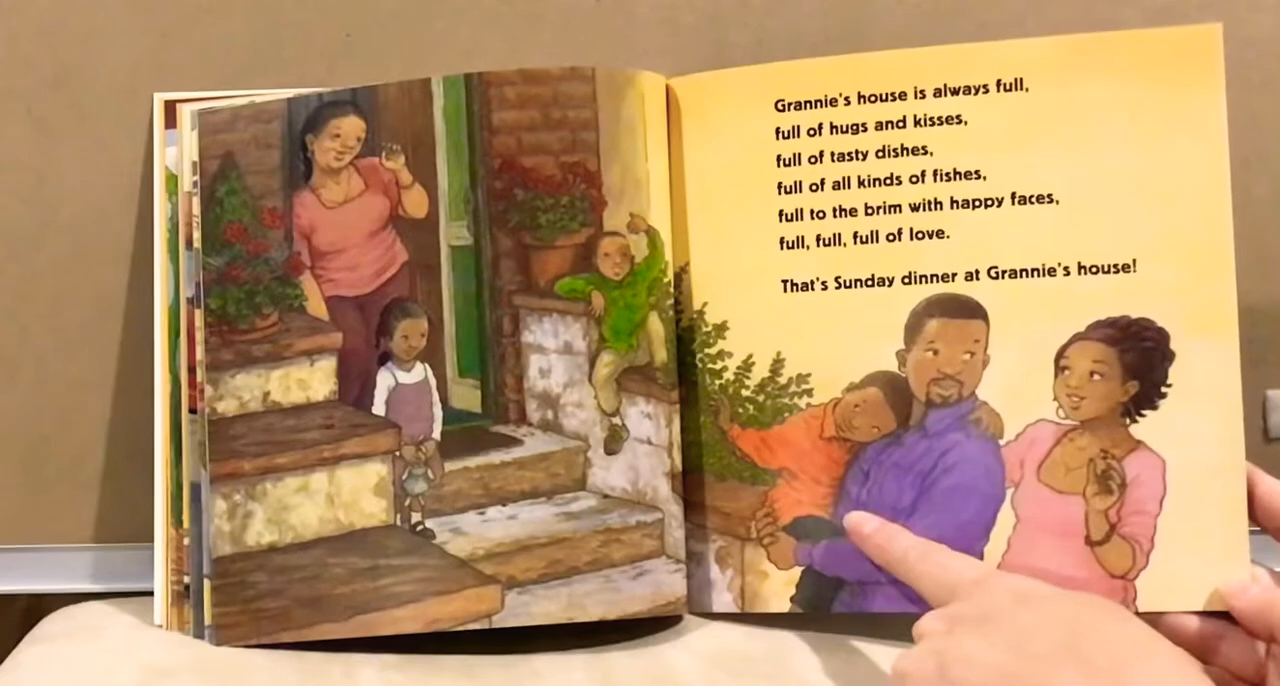 Grannie's house is always full,
full of hugs and kisses,
full of tasty dishes,
full of all kinds of fishes,
full to the brim with happy faces,
full, full, full of love.
That's Sunday dinner at Grannie's house!